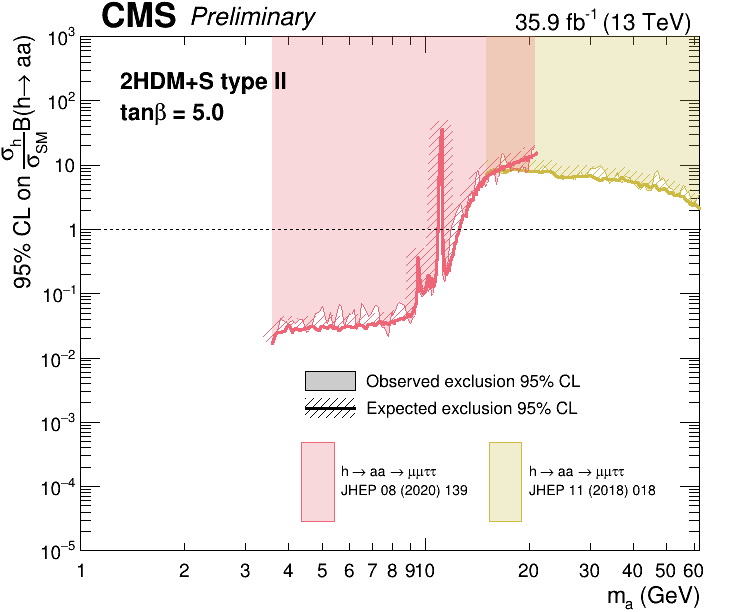 CMS Preliminary
35.9 fb⁻¹ (13 TeV)
95% CL on σh/σSM B(h→ aa)
10³
10²
10
1
10⁻¹
10⁻²
10⁻³
10⁻⁴
10⁻⁵
2HDM+S type II
tanβ = 5.0
Observed exclusion 95% CL
Expected exclusion 95% CL
h → aa → μμττ
JHEP 08 (2020) 139
h → aa → μμττ
JHEP 11 (2018) 018
1 2 3 4 5 6 7 8 910 20 30 40 50 60
mₐ (GeV)